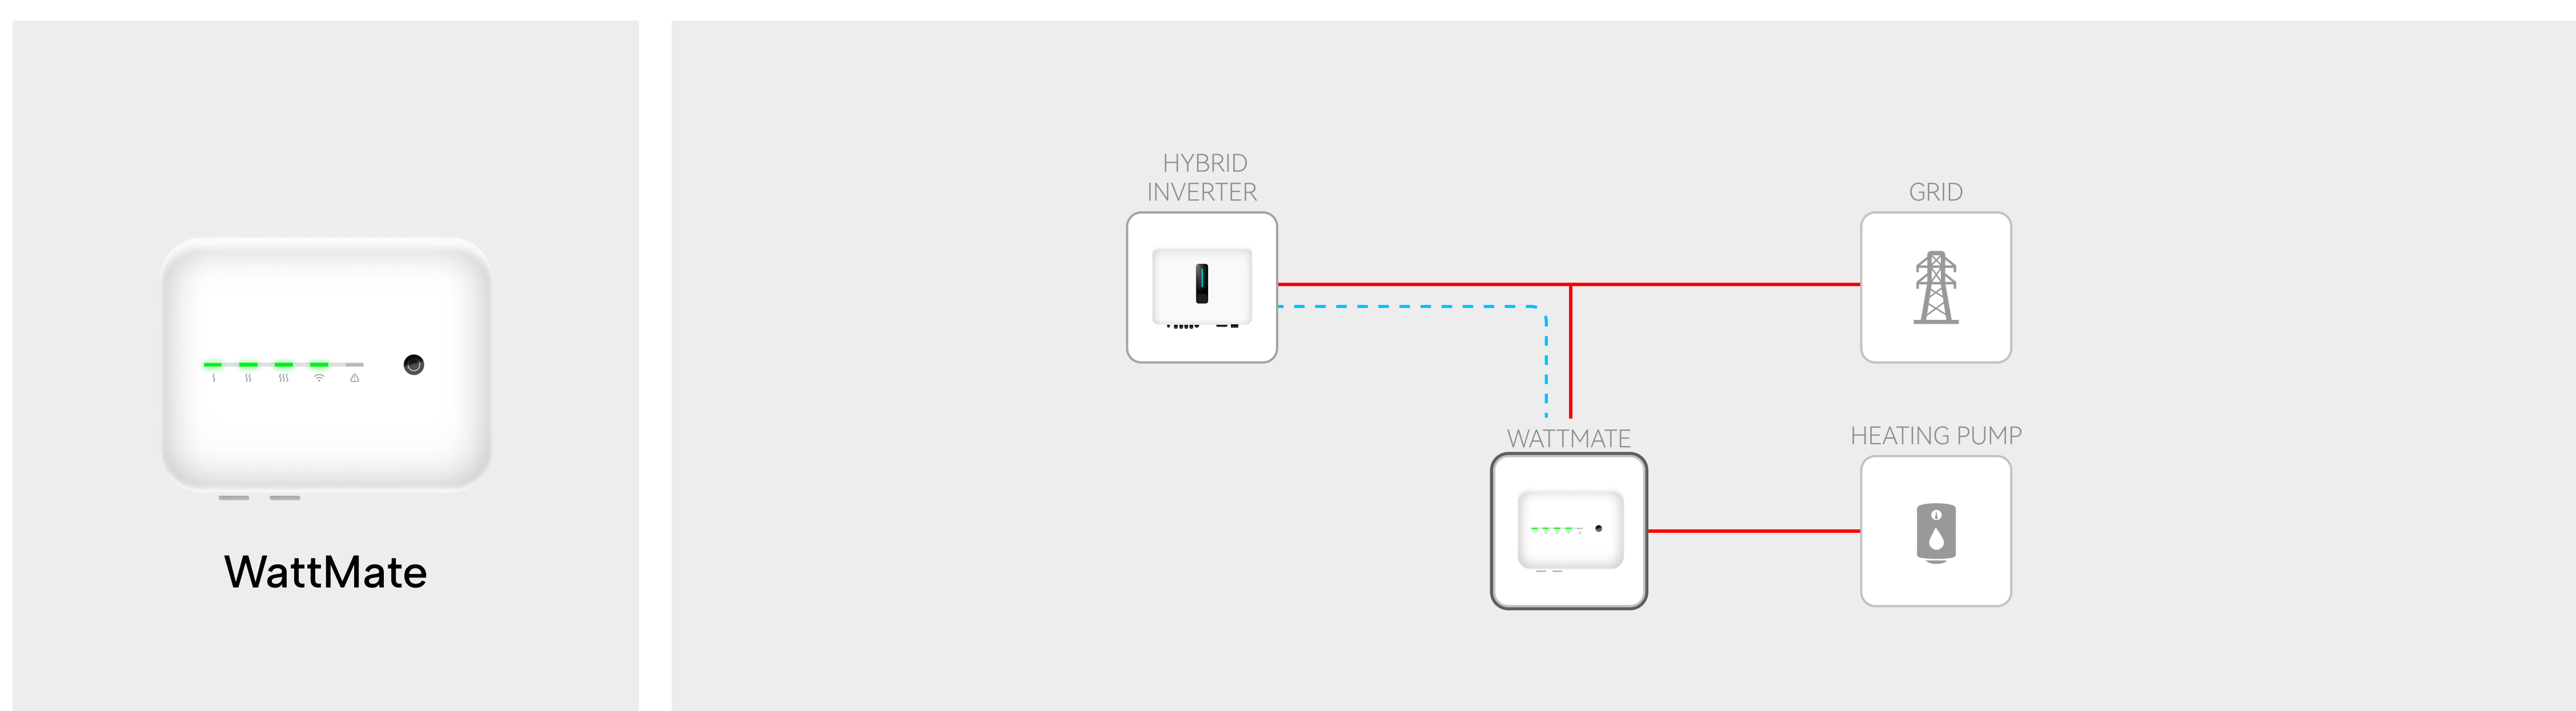 WattMate
HYBRID
INVERTER
GRID
WATTMATE
HEATING PUMP